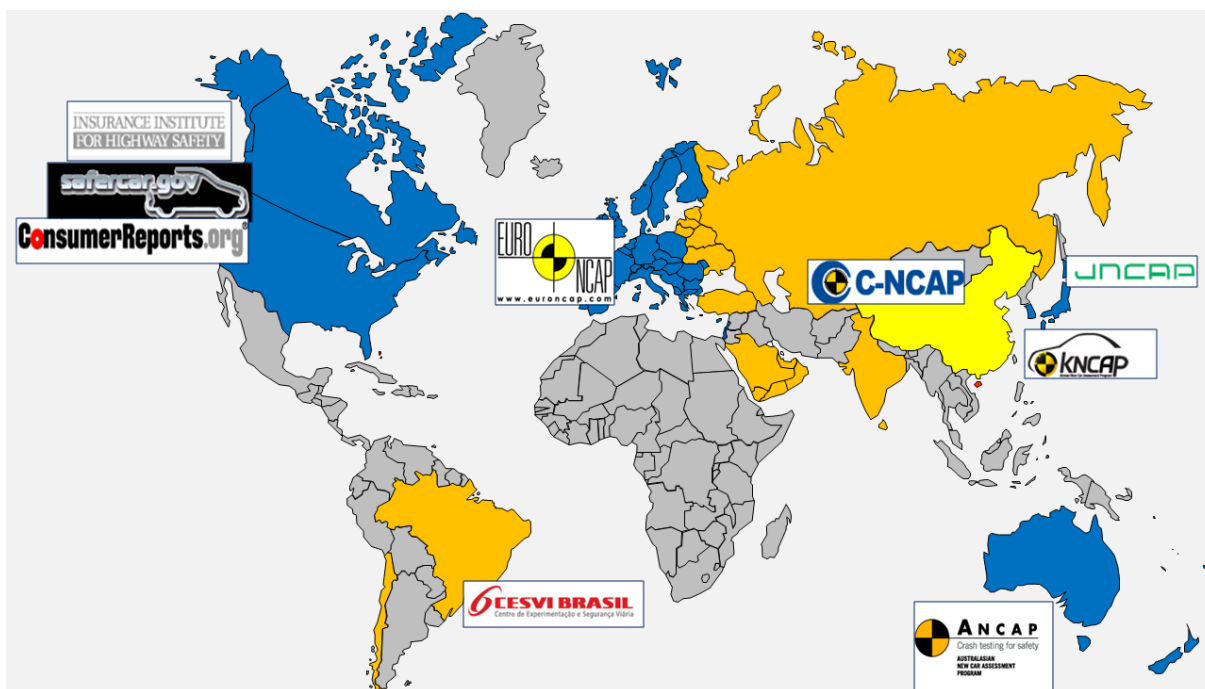 INSURANCE INSTITUTE
FOR HIGHWAY SAFETY
safercar.gov
ConsumerReports.org®
EURO
NCAP
www.euroncap.com
C-NCAP
JNCAP
KNCAP
6 CESVI BRASIL
Centro de Experimentação e Segurança Viária
ANCAP
Crash testing for safety
AUSTRALASIAN
NEW CAR ASSESSMENT
PROGRAM